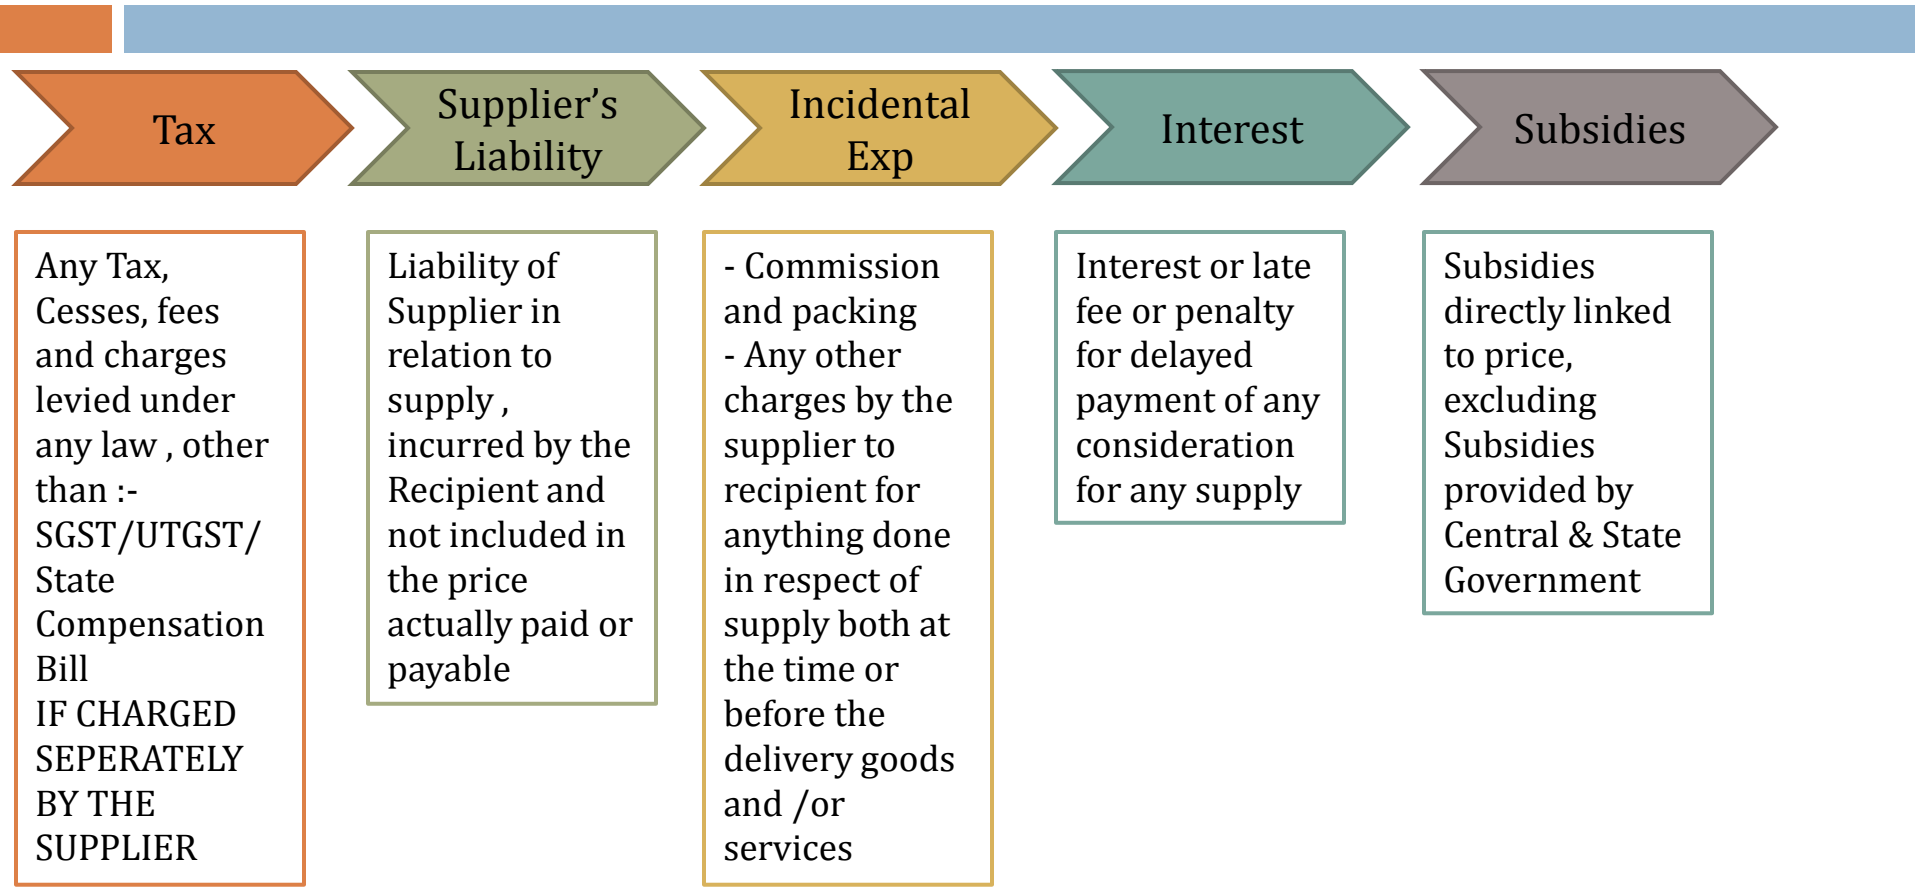 Tax
Supplier’s
Liability
Incidental
Exp
Interest
Subsidies
Any Tax,
Cesses, fees
and charges
levied under
any law , other
than :-
SGST/UTGST/
State
Compensation
Bill
IF CHARGED
SEPERATELY
BY THE
SUPPLIER
Liability of
Supplier in
relation to
supply ,
incurred by the
Recipient and
not included in
the price
actually paid or
payable
- Commission
and packing
- Any other
charges by the
supplier to
recipient for
anything done
in respect of
supply both at
the time or
before the
delivery goods
and /or
services
Interest or late
fee or penalty
for delayed
payment of any
consideration
for any supply
Subsidies
directly linked
to price,
excluding
Subsidies
provided by
Central & State
Government